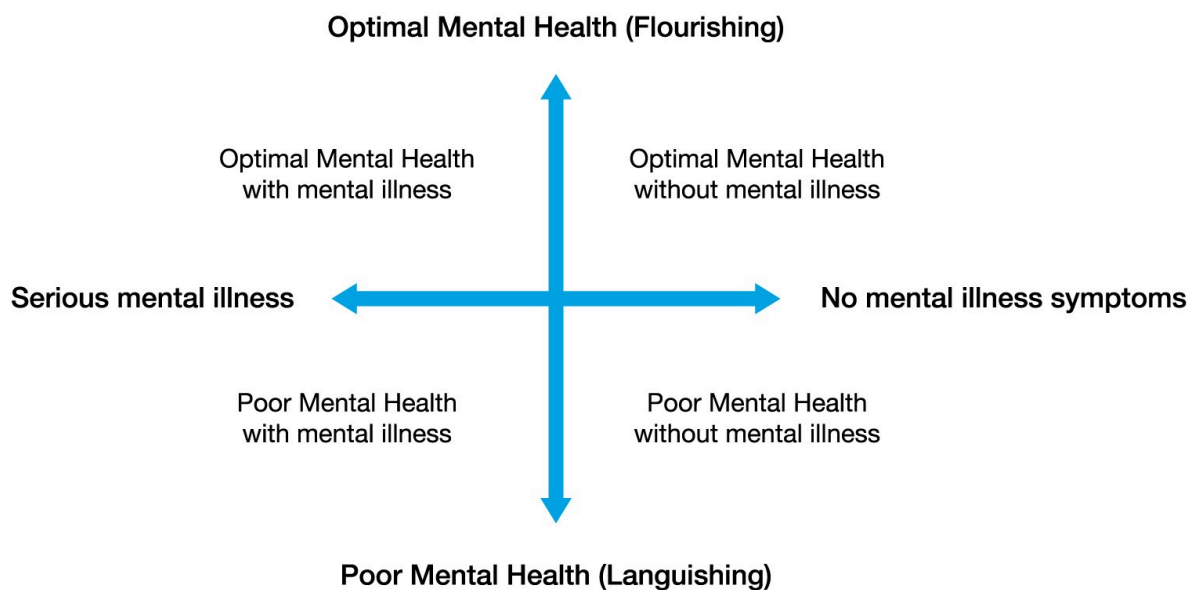 Optimal Mental Health (Flourishing)
Optimal Mental Health
with mental illness
Optimal Mental Health
without mental illness
Serious mental illness
No mental illness symptoms
Poor Mental Health
with mental illness
Poor Mental Health
without mental illness
Poor Mental Health (Languishing)